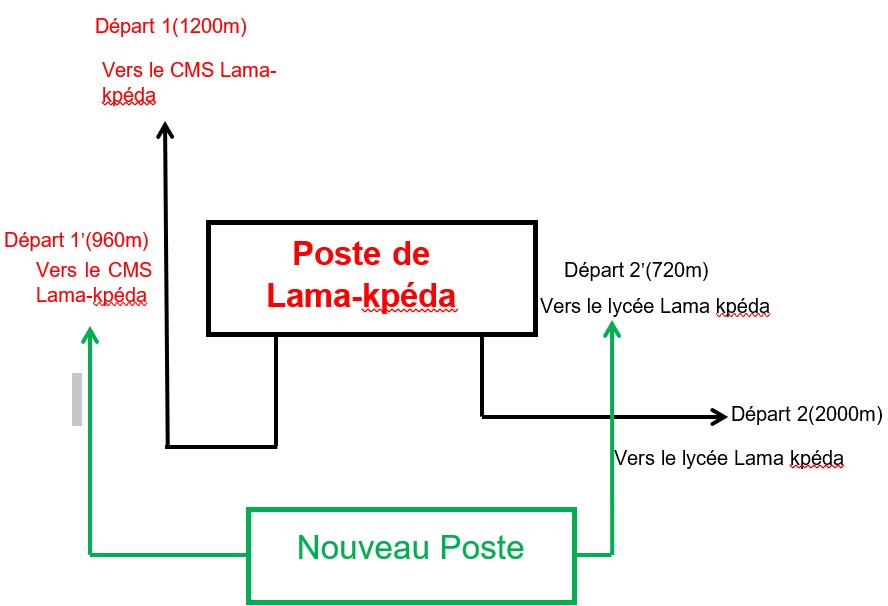 Départ 1(1200m)
Vers le CMS Lama-
kpéda
Départ 1’(960m)
Vers le CMS
Lama-kpéda
Poste de
Lama-kpéda
Départ 2’(720m)
Vers le lycée Lama kpéda
Départ 2(2000m)
Vers le lycée Lama kpéda
Nouveau Poste